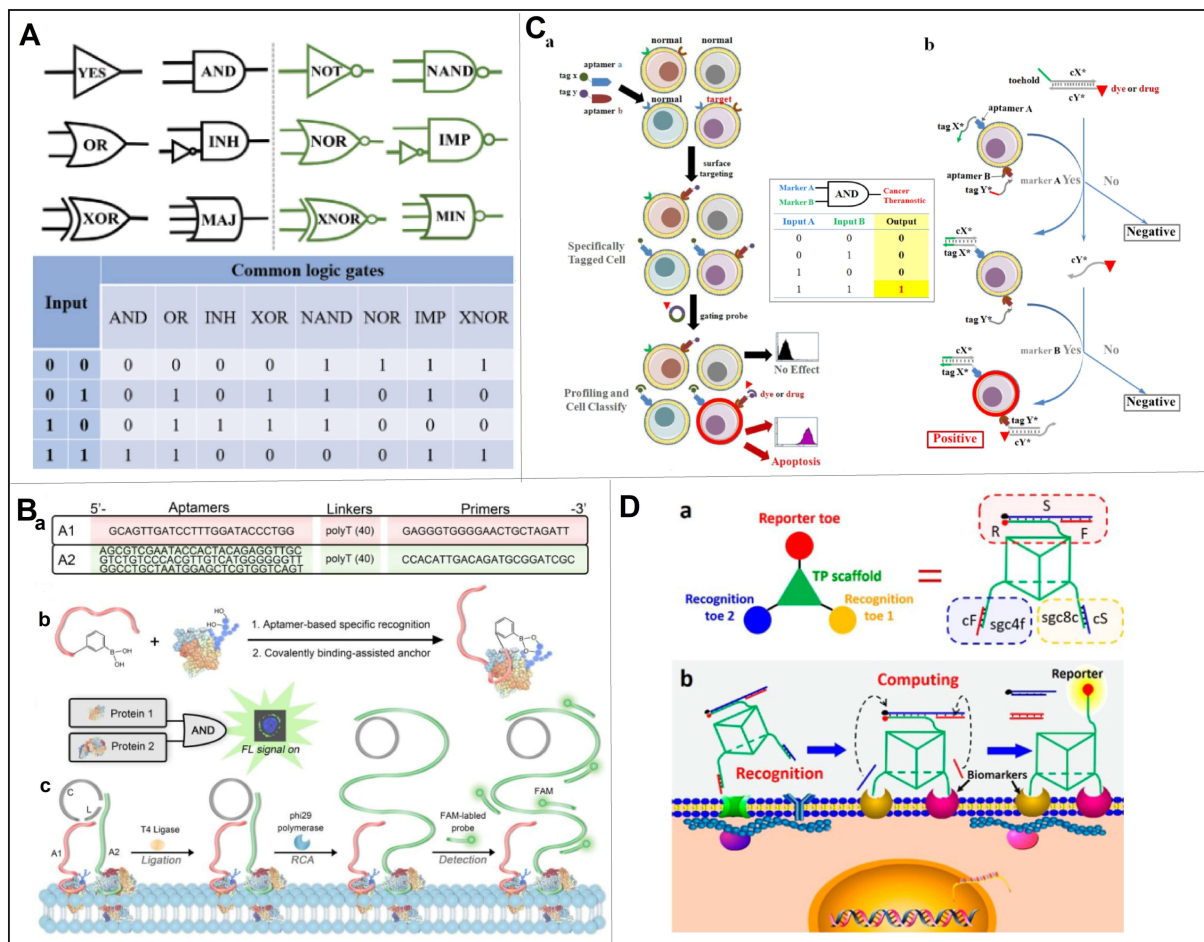 A
YES
AND
NOT
NAND
OR
INH
NOR
IMP
XOR
MAJ
XNOR
MIN
Input
Common logic gates
AND OR INH XOR NAND NOR IMP XNOR
0 0 0 0 0 0 1 1 1 1
0 1 0 1 0 1 1 0 1 0
1 0 0 1 1 1 1 0 0 0
1 1 1 1 0 0 0 0 1 1
B
a
5'- Aptamers Linkers Primers -3'
A1 GCAGTTGATCCTTTGGATACCCTGG polyT (40) GAGGGTGGGGAACTGCTAGATT
A2 AGCGTCGAATACCACTACAGAGGTTGC
GTCTGTCCCACGTTGTCATGGGGGGTT
GGCCTGCTAATGGAGCTCGTGGTCAGT
polyT (40) CCACATTGACAGATGCGGATCGC
b
B OH
OH
+
HO
HO
1. Aptamer-based specific recognition
2. Covalently binding-assisted anchor
Protein 1
Protein 2
AND
FL signal on
c
C
L
A1
A2
T4 Ligase
Ligation
phi29
polymerase
RCA
FAM-labled
probe
Detection
FAM
C
a
normal
normal
aptamer a
tag x
tag y
aptamer b
normal
target
surface
targeting
Specifically
Tagged Cell
gating probe
No Effect
Profiling and
Cell Classify
dye or drug
Apoptosis
Marker A
Marker B
AND
Cancer
Theranostic
Input A Input B Output
0 0 0
0 1 0
1 0 0
1 1 1
b
toehold
cX*
cY*
dye or drug
aptamer A
tag X*
aptamer B
tag Y*
marker A Yes
No
Negative
cX*
tag X*
cY*
tag Y*
marker B Yes
No
Negative
cX*
tag X*
tag Y*
cY*
Positive
D
a
Reporter toe
TP scaffold
Recognition
toe 2
Recognition
toe 1
S
R
F
cF
sgc4f
sgc8c
cS
b
Computing
Reporter
Recognition
Biomarkers